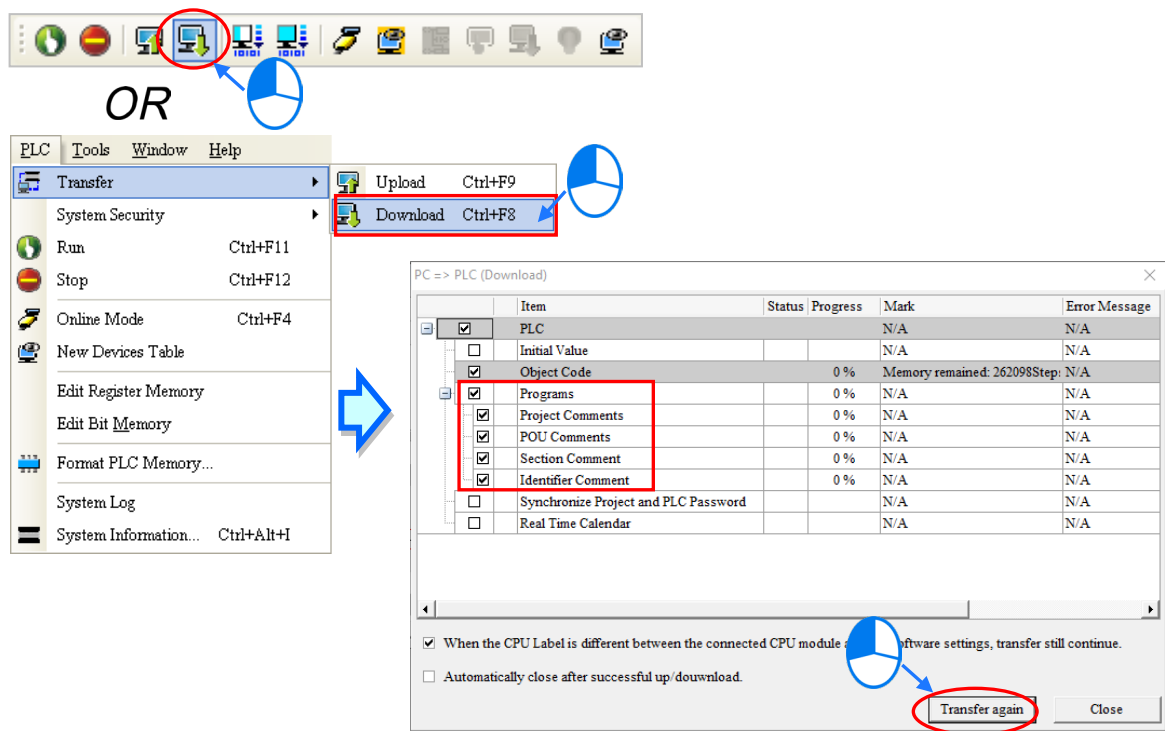 OR
PLC Tools Window Help
Transfer
Upload Ctrl+F9
Download Ctrl+F8
System Security
Run Ctrl+F11
Stop Ctrl+F12
Online Mode Ctrl+F4
New Devices Table
Edit Register Memory
Edit Bit Memory
Format PLC Memory...
System Log
System Information... Ctrl+Alt+I
PC => PLC (Download)
Item Status Progress Mark Error Message
PLC N/A N/A
Initial Value N/A N/A
Object Code 0 % Memory remained: 262098Step: N/A
Programs 0 % N/A N/A
Project Comments 0 % N/A N/A
POU Comments 0 % N/A N/A
Section Comment 0 % N/A N/A
Identifier Comment 0 % N/A N/A
Synchronize Project and PLC Password N/A N/A
Real Time Calendar N/A N/A
When the CPU Label is different between the connected CPU module oftware settings, transfer still continue.
Automatically close after successful up/douwnload.
Transfer again Close